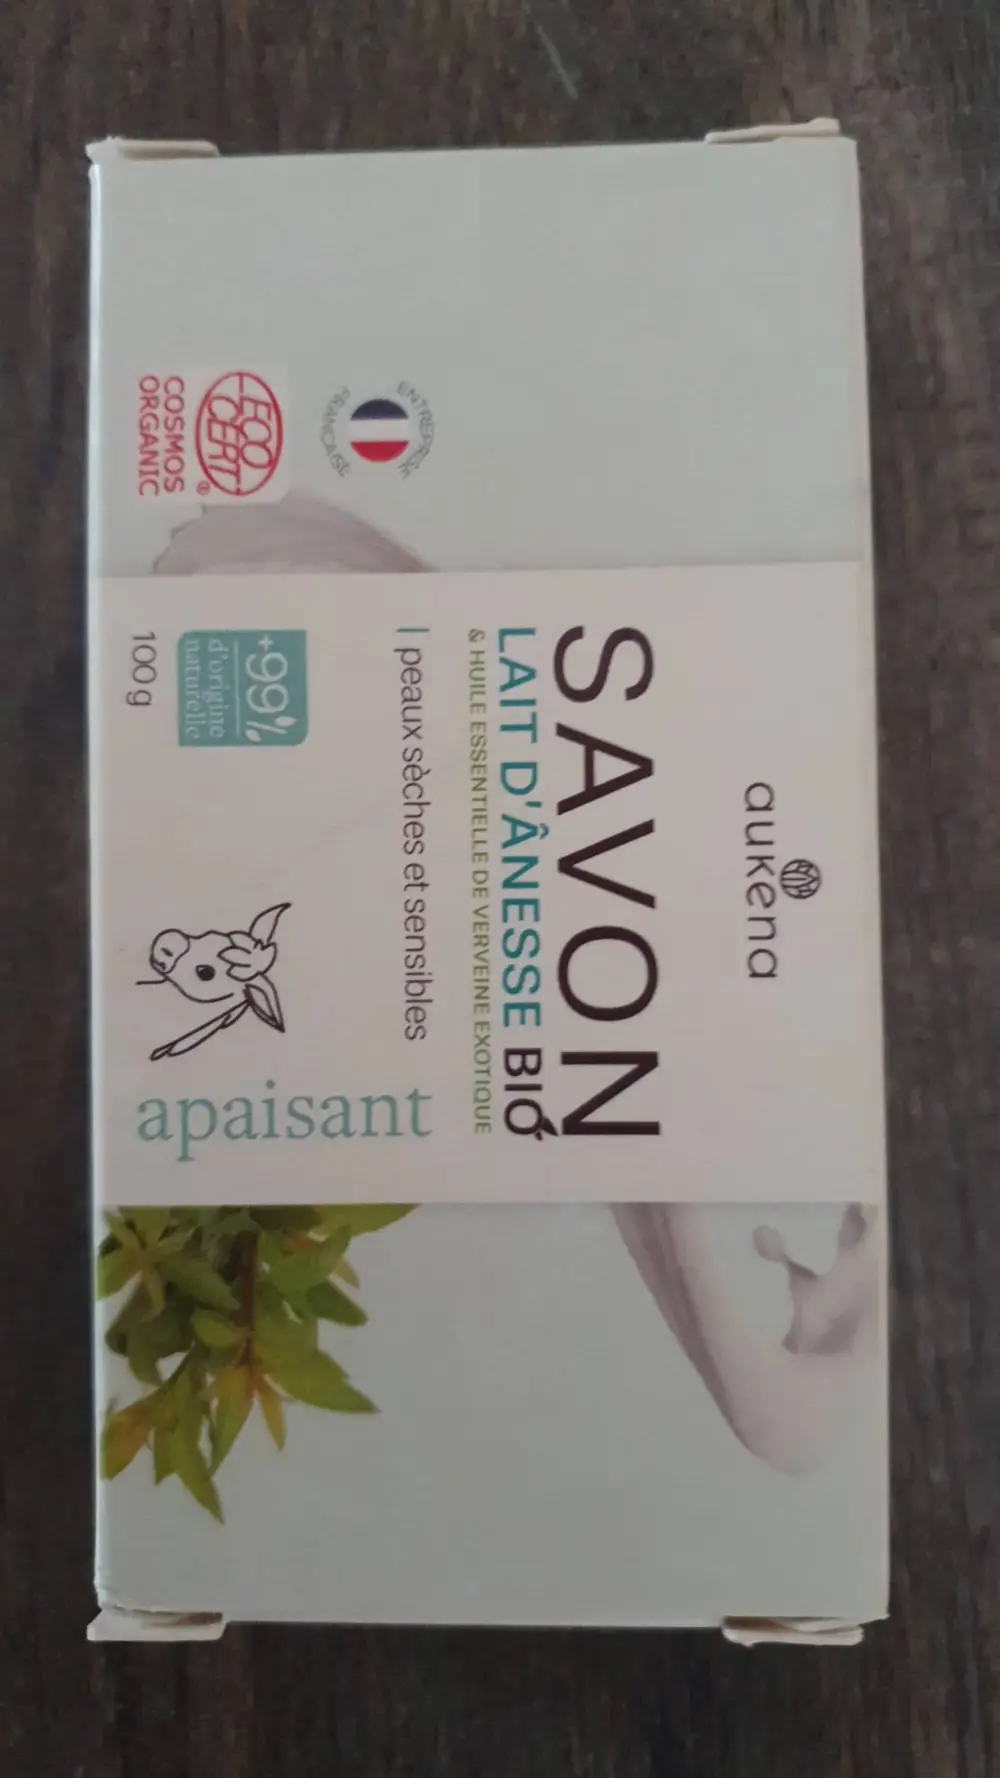 aukena
SAVON
LAIT D'ÂNESSE BIO
& HUILE ESSENTIELLE DE VERVEINE EXOTIQUE
| peaux sèches et sensibles
apaisant
+99%
d'origine
naturelle
100 g
ENTREPRISE
FRANÇAISE
ECO
CERT®
COSMOS
ORGANIC